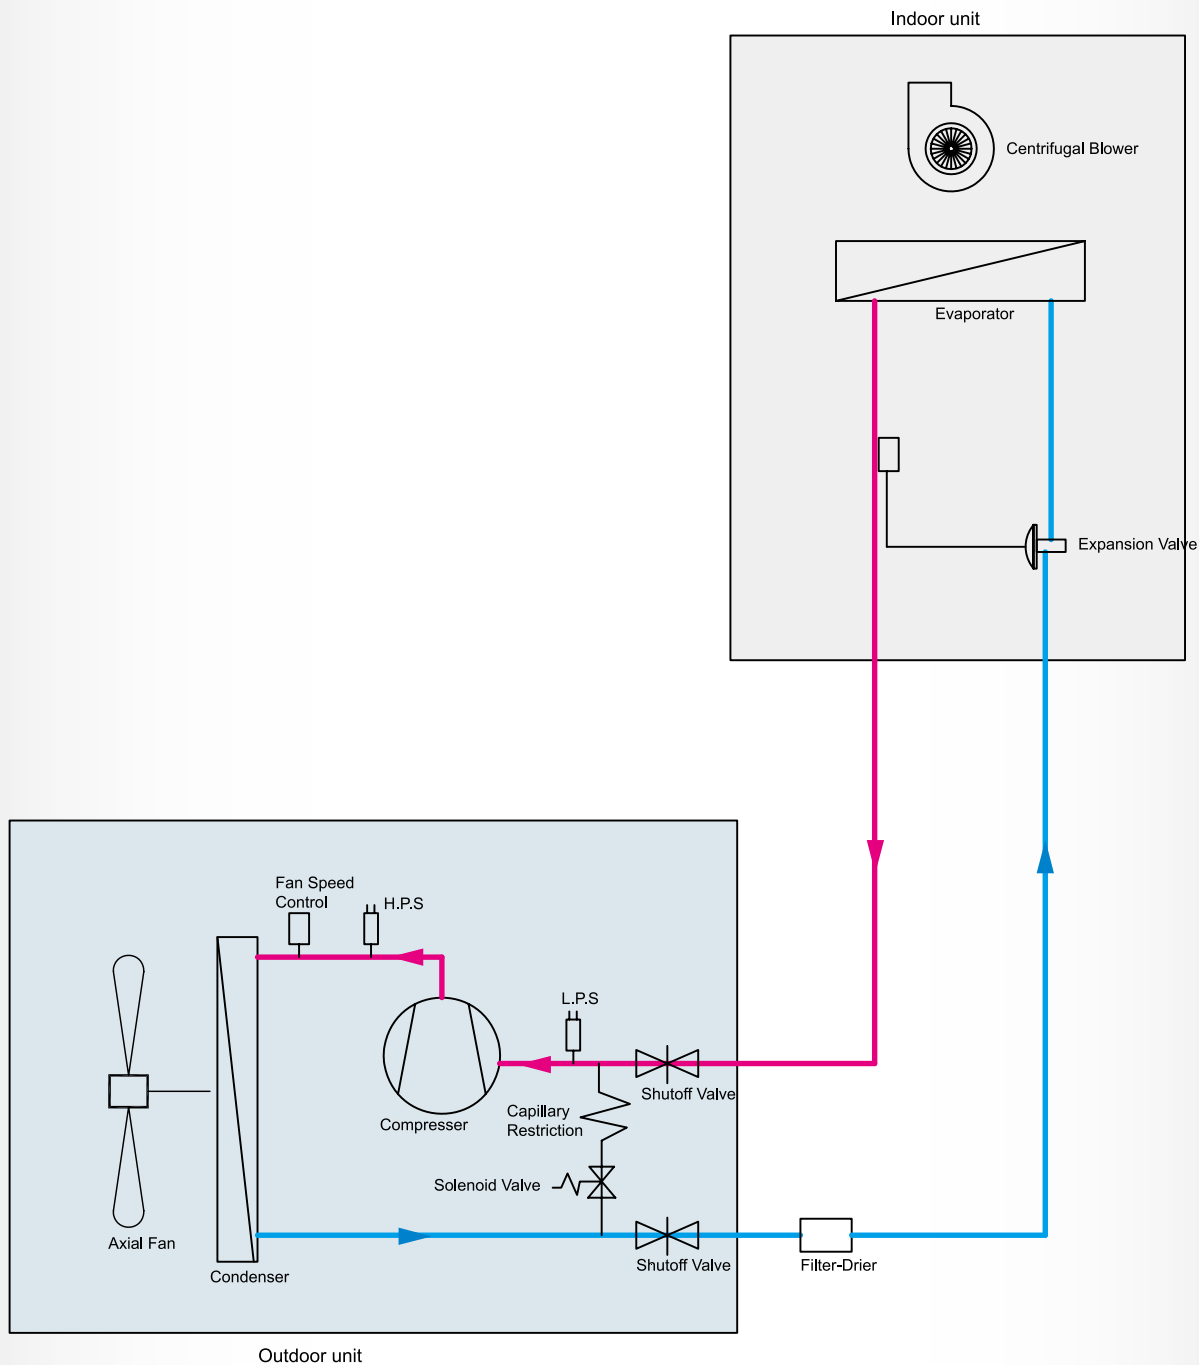 Indoor unit
Centrifugal Blower
Evaporator
Expansion Valve
Fan Speed
Control
H.P.S
L.P.S
Shutoff Valve
Capillary
Restriction
Compresser
Solenoid Valve
Axial Fan
Condenser
Shutoff Valve
Filter-Drier
Outdoor unit